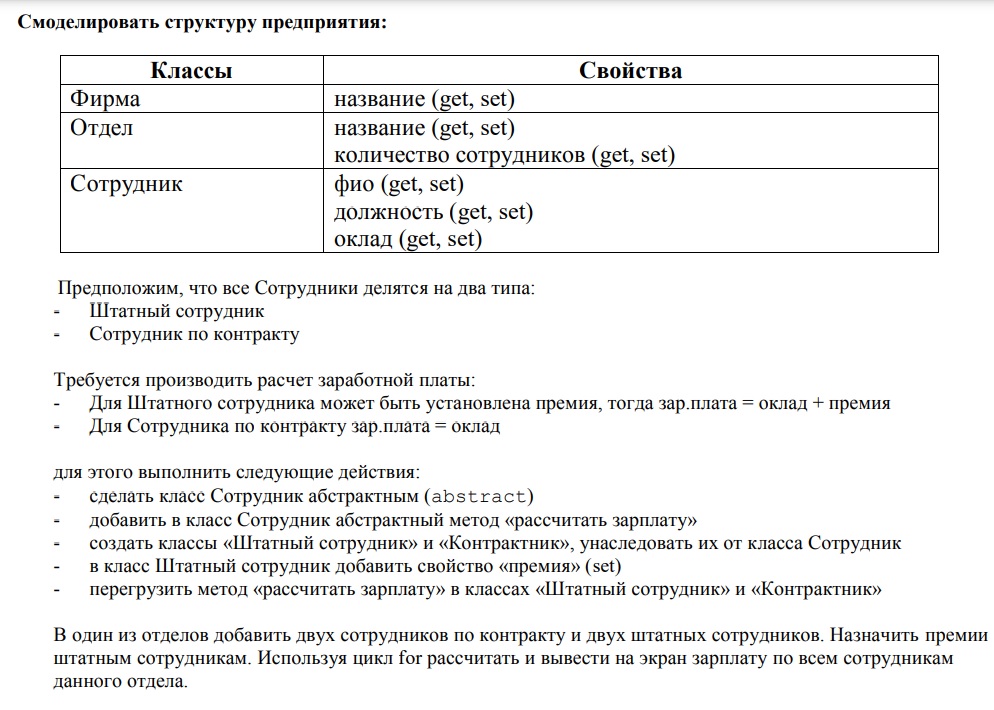 Смоделировать структуру предприятия:
Классы Свойства
Фирма название (get, set)
Отдел название (get, set)
количество сотрудников (get, set)
Сотрудник фио (get, set)
должность (get, set)
оклад (get, set)
Предположим, что все Сотрудники делятся на два типа:
- Штатный сотрудник
- Сотрудник по контракту
Требуется производить расчет заработной платы:
- Для Штатного сотрудника может быть установлена премия, тогда зар.плата = оклад + премия
- Для Сотрудника по контракту зар.плата = оклад
для этого выполнить следующие действия:
- сделать класс Сотрудник абстрактным (abstract)
- добавить в класс Сотрудник абстрактный метод «рассчитать зарплату»
- создать классы «Штатный сотрудник» и «Контрактник», унаследовать их от класса Сотрудник
- в класс Штатный сотрудник добавить свойство «премия» (set)
- перегрузить метод «рассчитать зарплату» в классах «Штатный сотрудник» и «Контрактник»
В один из отделов добавить двух сотрудников по контракту и двух штатных сотрудников. Назначить премии
штатным сотрудникам. Используя цикл for рассчитать и вывести на экран зарплату по всем сотрудникам
данного отдела.